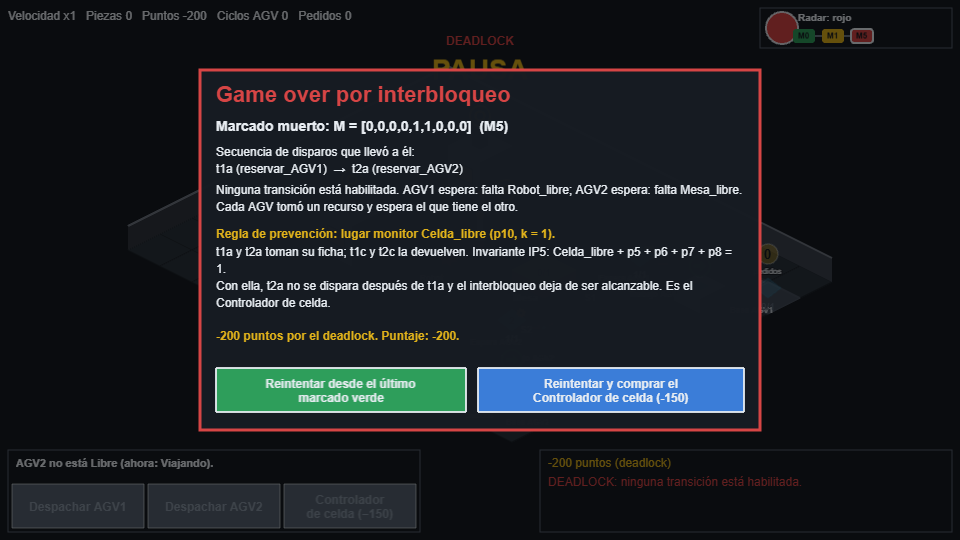 Velocidad x1 Piezas 0 Puntos -200 Ciclos AGV 0 Pedidos 0
Radar: rojo
M0 M1 M5
DEADLOCK
PAUSA
Game over por interbloqueo
Marcado muerto: M = [0,0,0,0,1,1,0,0,0] (M5)
Secuencia de disparos que llevó a él:
t1a (reservar_AGV1) → t2a (reservar_AGV2)
Ninguna transición está habilitada. AGV1 espera: falta Robot_libre; AGV2 espera: falta Mesa_libre.
Cada AGV tomó un recurso y espera el que tiene el otro.
Regla de prevención: lugar monitor Celda_libre (p10, k = 1).
t1a y t2a toman su ficha; t1c y t2c la devuelven. Invariante IP5: Celda_libre + p5 + p6 + p7 + p8 =
1.
Con ella, t2a no se dispara después de t1a y el interbloqueo deja de ser alcanzable. Es el
Controlador de celda.
-200 puntos por el deadlock. Puntaje: -200.
Reintentar desde el último
marcado verde
Reintentar y comprar el
Controlador de celda (-150)
0
AGV2 no está Libre (ahora: Viajando).
Despachar AGV1
Despachar AGV2
Controlador
de celda (−150)
-200 puntos (deadlock)
DEADLOCK: ninguna transición está habilitada.